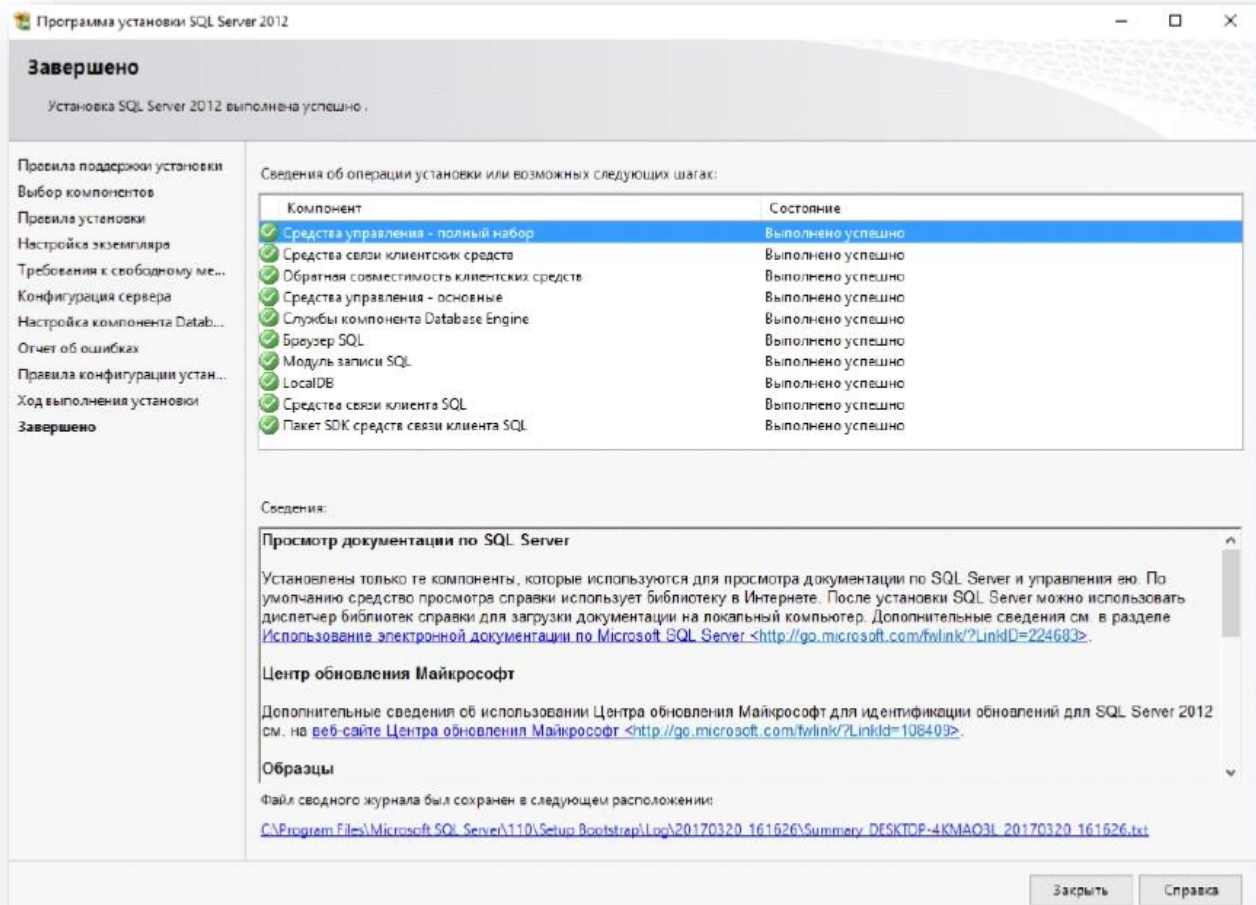 Программа установки SQL Server 2012
Завершено
Установка SQL Server 2012 выполнена успешно .
Правила поддержки установки
Выбор компонентов
Правила установки
Настройка экземпляра
Требования к свободному ме...
Конфигурация сервера
Настройка компонента Datab...
Отчет об ошибках
Правила конфигурации устан...
Ход выполнения установки
Завершено
Сведения об операции установки или возможных следующих шагах:
Компонент Состояние
Средства управления - полный набор Выполнено успешно
Средства связи клиентских средств Выполнено успешно
Обратная совместимость клиентских средств Выполнено успешно
Средства управления - основные Выполнено успешно
Службы компонента Database Engine Выполнено успешно
Браузер SQL Выполнено успешно
Модуль записи SQL Выполнено успешно
LocalDB Выполнено успешно
Средства связи клиента SQL Выполнено успешно
Пакет SDK средств связи клиента SQL Выполнено успешно
Сведения:
Просмотр документации по SQL Server
Установлены только те компоненты, которые используются для просмотра документации по SQL Server и управления ею. По
умолчанию средство просмотра справки использует библиотеку в Интернете. После установки SQL Server можно использовать
диспетчер библиотек справки для загрузки документации на локальный компьютер. Дополнительные сведения см. в разделе
Использование электронной документации по Microsoft SQL Server <http://go.microsoft.com/fwlink/?LinkID=224683>.
Центр обновления Майкрософт
Дополнительные сведения об использовании Центра обновления Майкрософт для идентификации обновлений для SQL Server 2012
см. на веб-сайте Центра обновления Майкрософт <http://go.microsoft.com/fwlink/?LinkId=108409>.
Образцы
Файл сводного журнала был сохранен в следующем расположении:
C:\Program Files\Microsoft SQL Server\110\Setup Bootstrap\Log\20170320_161626\Summary_DESKTOP-4KMAO3L_20170320_161626.txt
Закрыть Справка